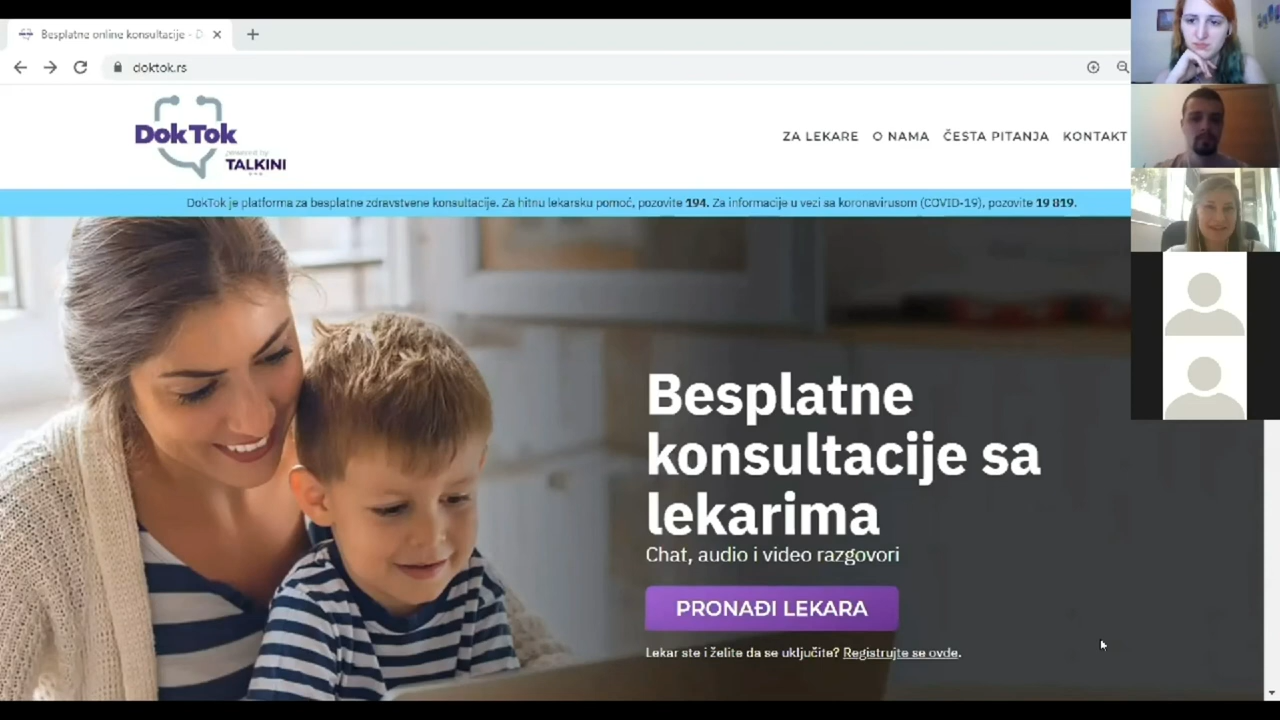 Besplatne online konsultacije - D
doktok.rs
DokTok
powered by
TALKINI
ZA LEKARE O NAMA ČESTA PITANJA KONTAKT
DokTok je platforma za besplatne zdravstvene konsultacije. Za hitnu lekarsku pomoć, pozovite 194. Za informacije u vezi sa koronavirusom (COVID-19), pozovite 19 819.
Besplatne
konsultacije sa
lekarima
Chat, audio i video razgovori
PRONAĐI LEKARA
Lekar ste i želite da se uključite? Registrujte se ovde.